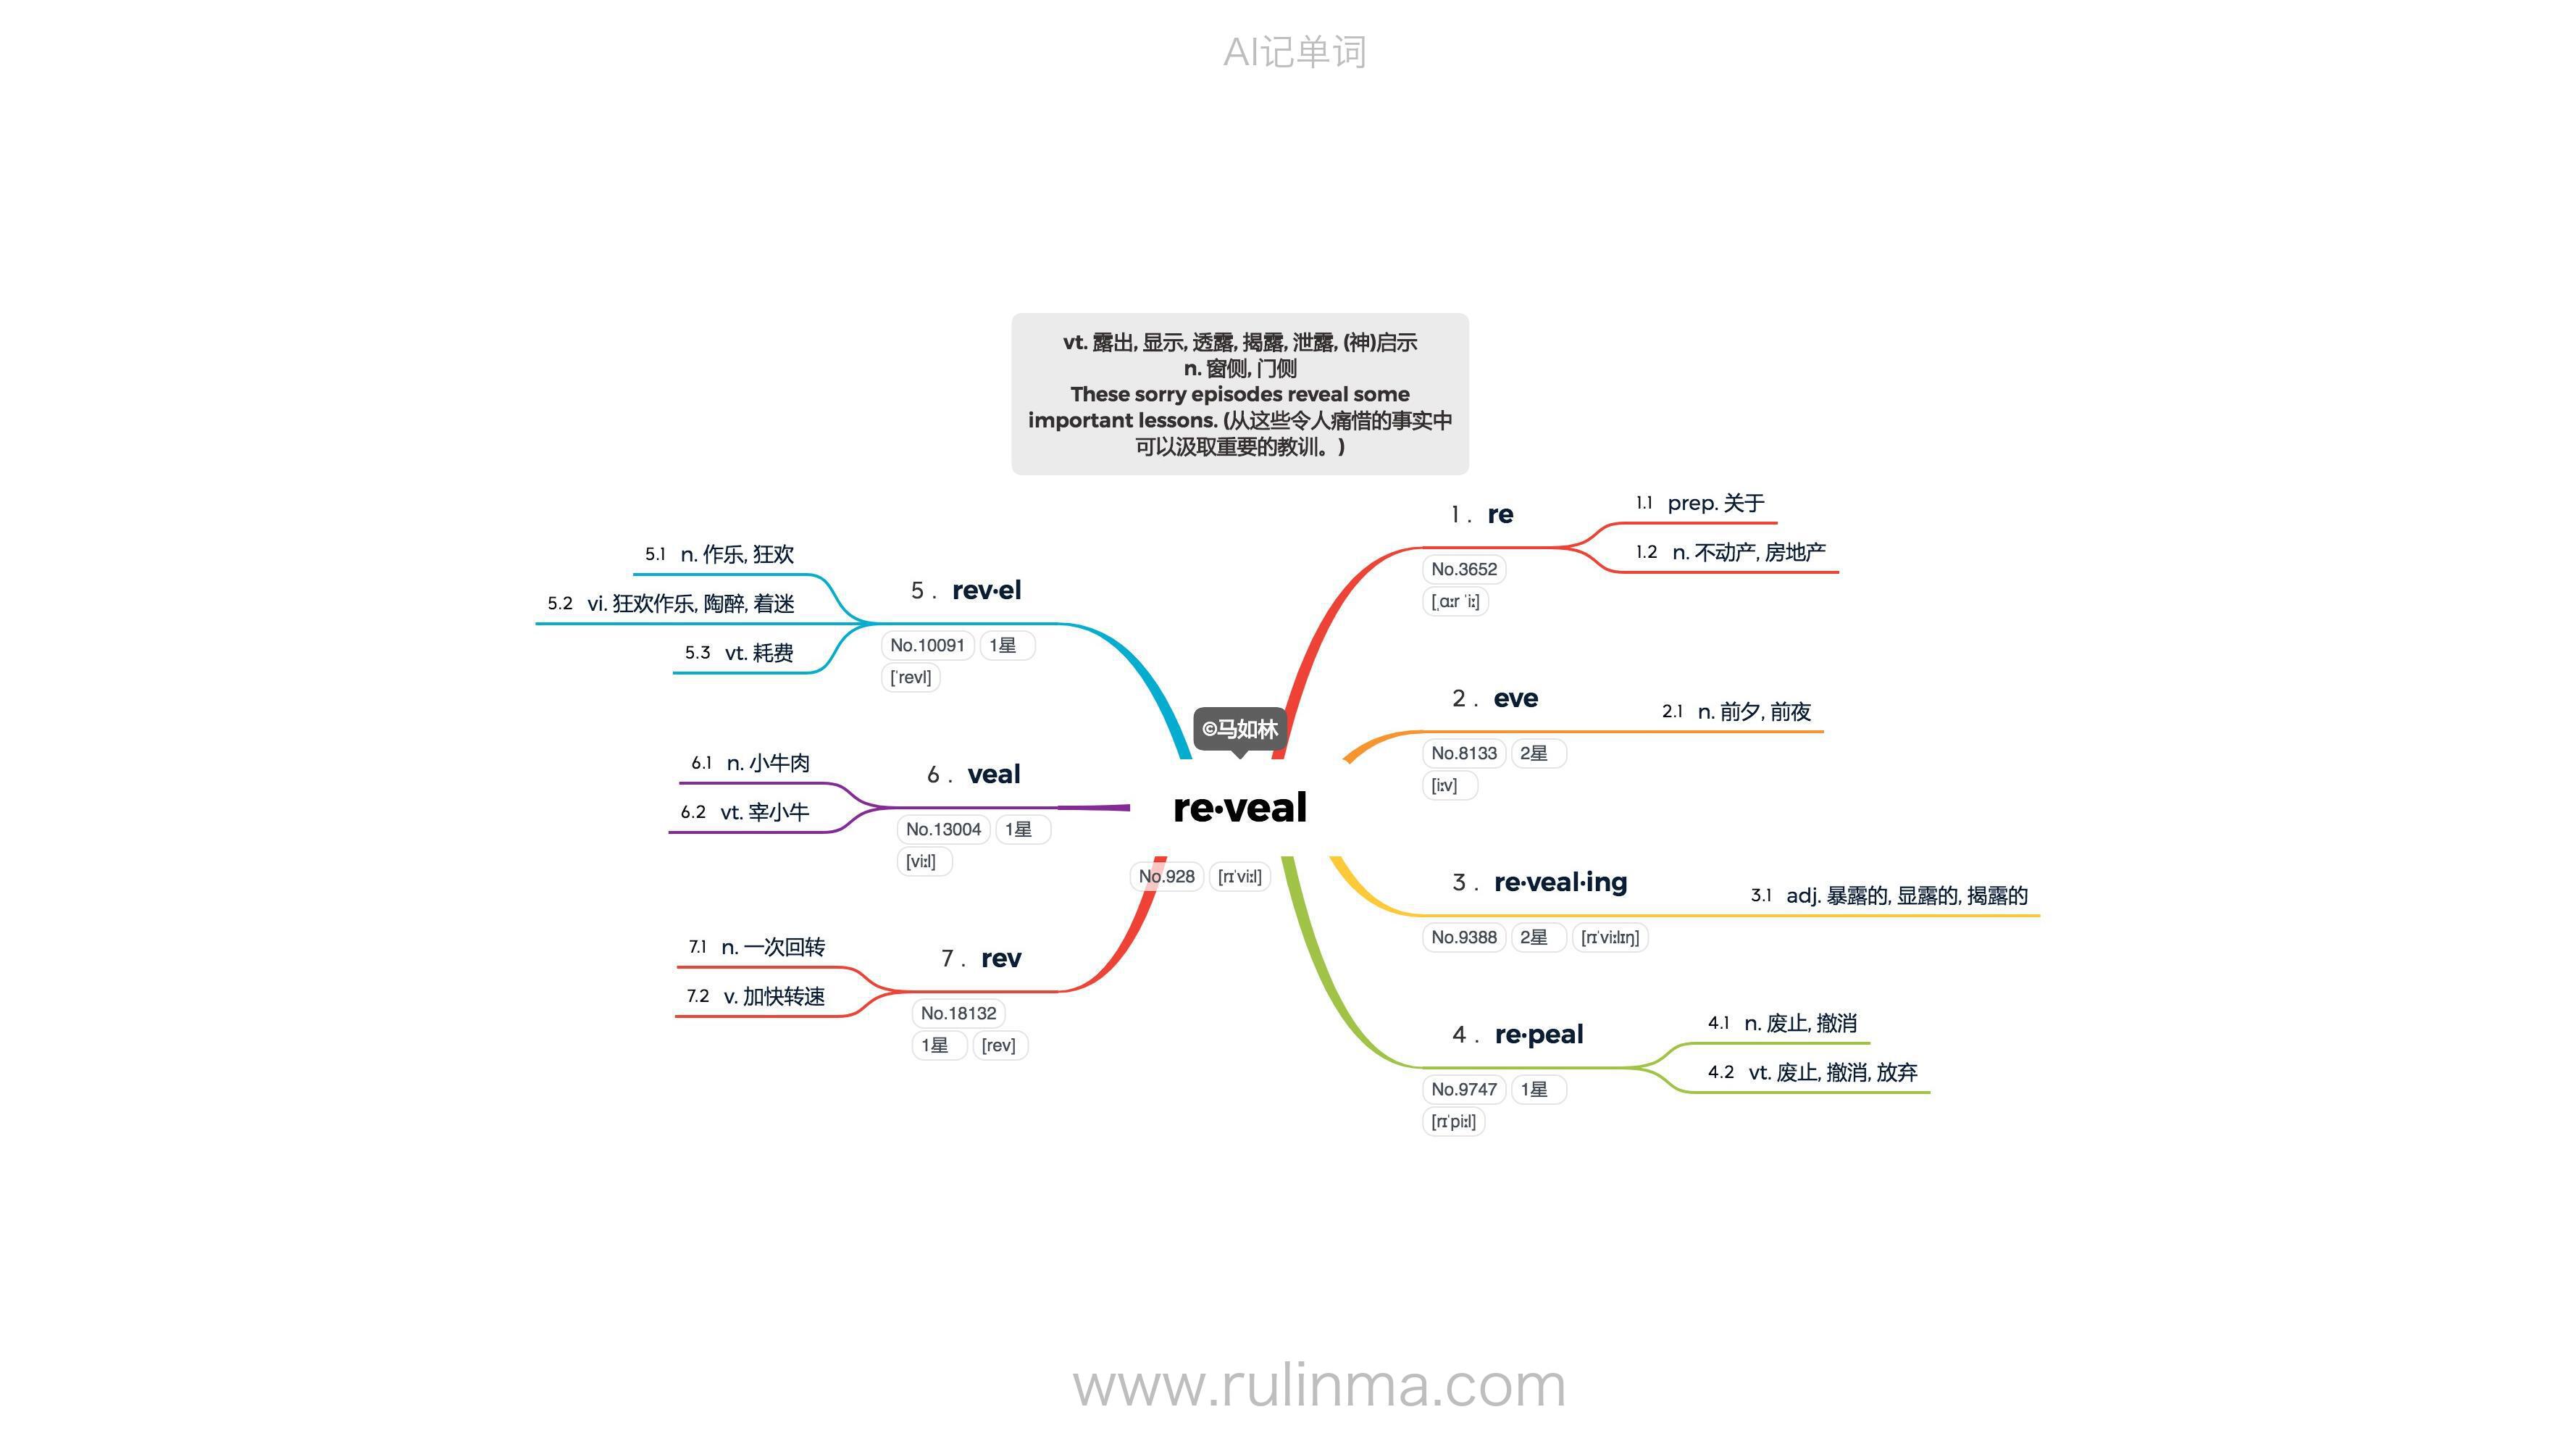 AI记单词
vt. 露出, 显示, 透露, 揭露, 泄露, (神)启示
n. 窗侧, 门侧
These sorry episodes reveal some
important lessons. (从这些令人痛惜的事实中
可以汲取重要的教训。)
©马如林
re·veal
No.928 [rɪˈviːl]
1 . re
No.3652
[ˌɑːr ˈiː]
1.1 prep. 关于
1.2 n. 不动产, 房地产
2 . eve
No.8133 2星
[iːv]
2.1 n. 前夕, 前夜
3 . re·veal·ing
No.9388 2星 [rɪˈviːlɪŋ]
3.1 adj. 暴露的, 显露的, 揭露的
4 . re·peal
No.9747 1星
[rɪˈpiːl]
4.1 n. 废止, 撤消
4.2 vt. 废止, 撤消, 放弃
5 . rev·el
No.10091 1星
[ˈrevl]
5.1 n. 作乐, 狂欢
5.2 vi. 狂欢作乐, 陶醉, 着迷
5.3 vt. 耗费
6 . veal
No.13004 1星
[viːl]
6.1 n. 小牛肉
6.2 vt. 宰小牛
7 . rev
No.18132
1星 [rev]
7.1 n. 一次回转
7.2 v. 加快转速
www.rulinma.com